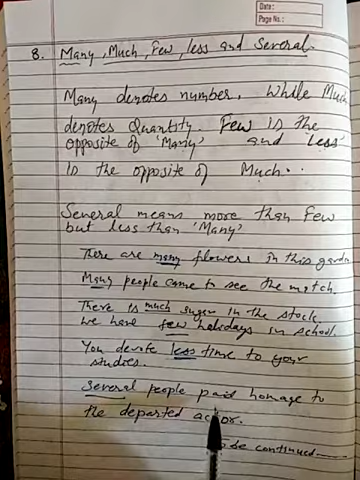 Date:
Page No.:
8. Many, Much, Few, less and Several.
Many denotes number, While Much
denotes Quantity. Few is the
opposite of 'Many' and Less'
is the opposite of Much.
Several means more than Few
but less than 'Many'
There are many flowers in this garden
Many people came to see the match.
There is much sugar in the stock.
We have few holidays in school.
You devote less time to your
studies.
Several people paid homage to
the departed actor.
be continued